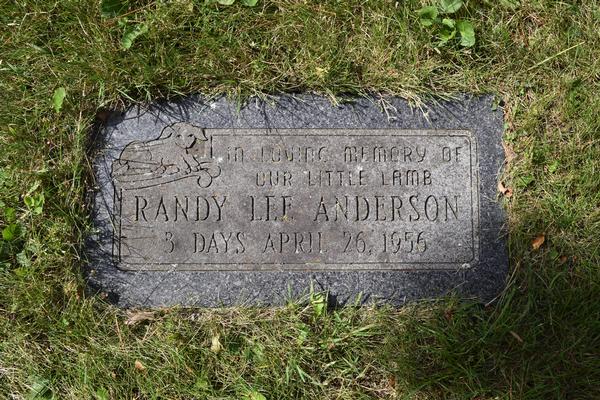 IN LOVING MEMORY OF
OUR LITTLE LAMB
RANDY LEE ANDERSON
3 DAYS APRIL 26, 1956